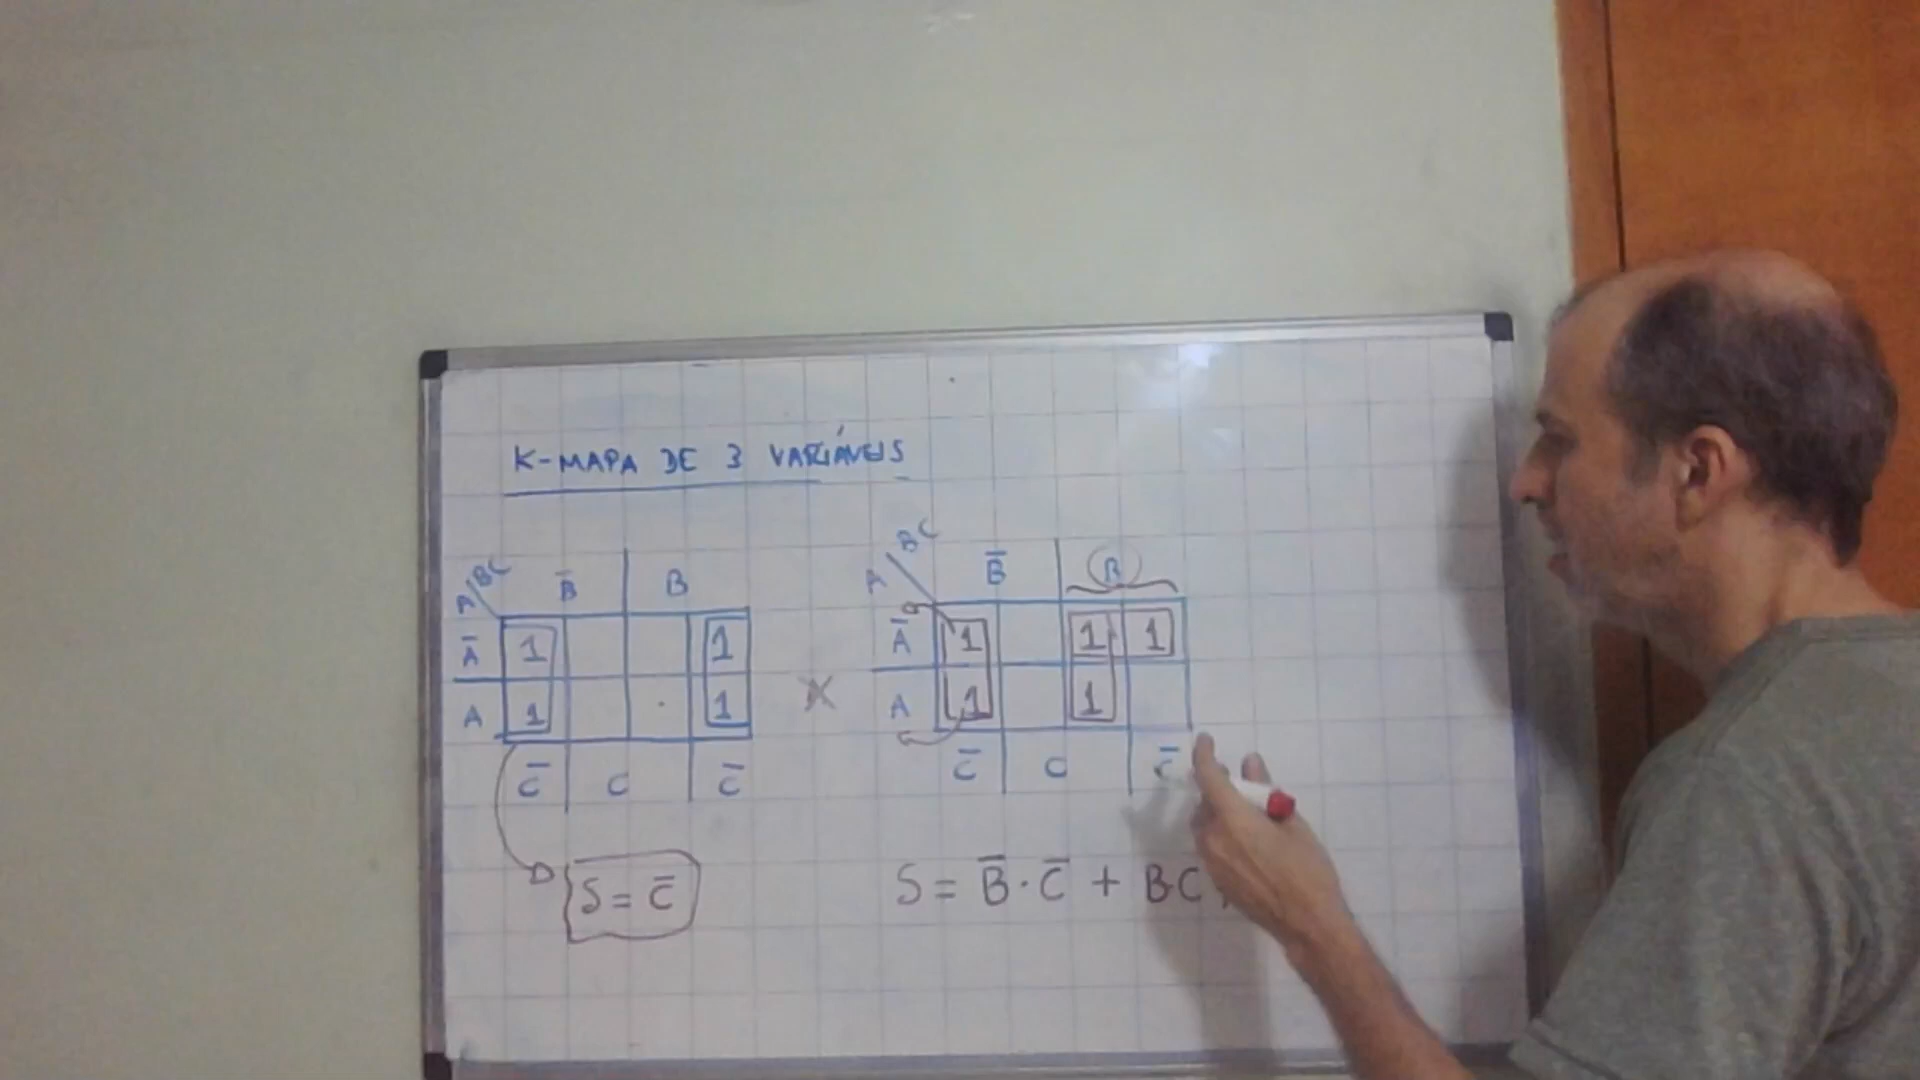 K-MAPA DE 3 VARIÁVEIS
A BC B̅ B
A̅ 1 1
A 1 1
C̅ C C̅
S = C̅
X
A BC B̅ B
A̅ 1 1 1
A 1 1
C̅ C C̅
S = B̅·C̅ + B·C